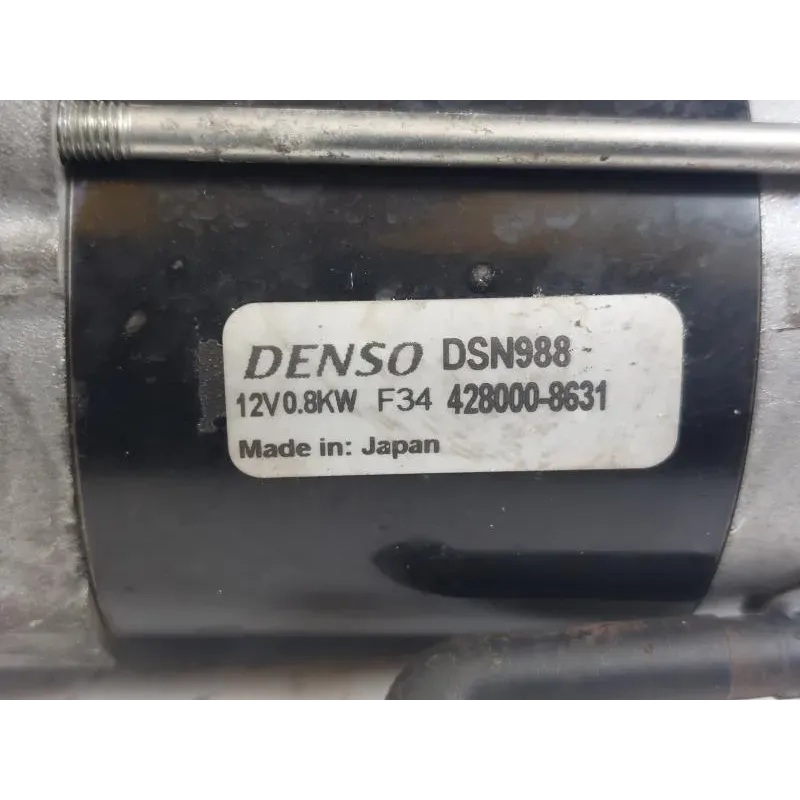 DENSO DSN988
12V0.8KW F34 428000-8631
Made in: Japan